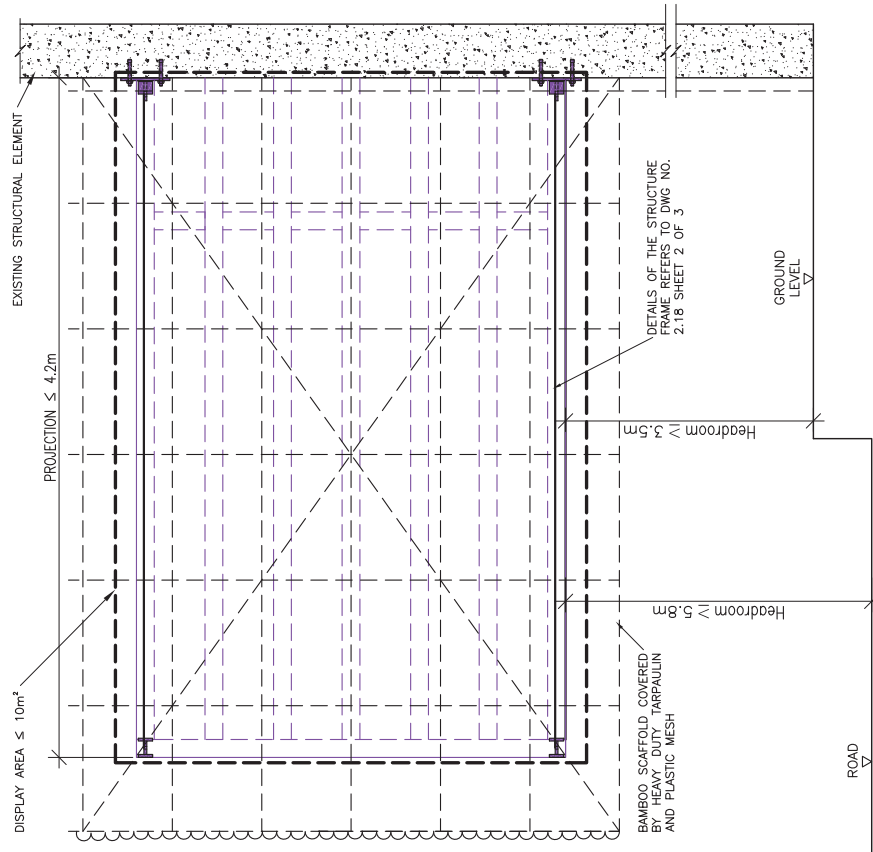 EXISTING STRUCTURAL ELEMENT
PROJECTION ≤ 4.2m
DISPLAY AREA ≤ 10m²
DETAILS OF THE STRUCTURE
FRAME REFERS TO DWG NO.
2.18 SHEET 2 OF 3
GROUND
LEVEL
Headroom ≥ 3.5m
Headroom ≥ 5.8m
BAMBOO SCAFFOLD COVERED
BY HEAVY DUTY TARPAULIN
AND PLASTIC MESH
ROAD